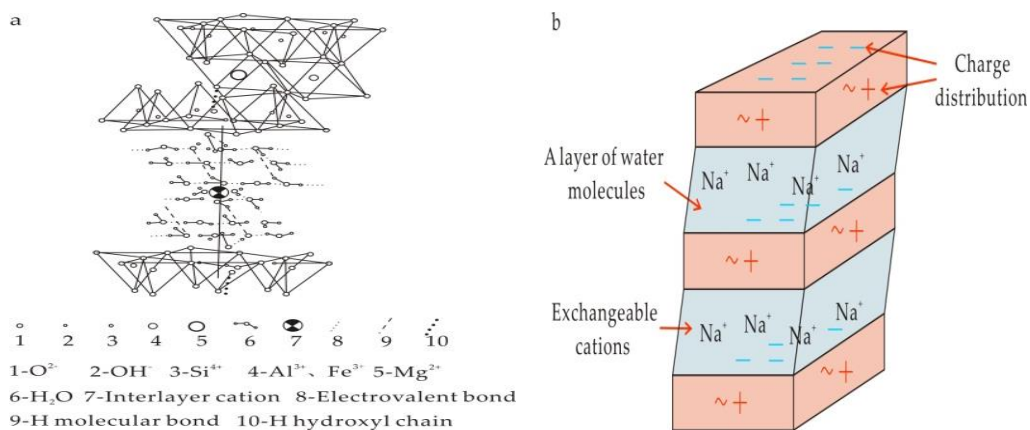 a
1 2 3 4 5 6 7 8 9 10
1-O²⁻ 2-OH⁻ 3-Si⁴⁺ 4-Al³⁺、Fe³⁻ 5-Mg²⁺
6-H₂O 7-Interlayer cation 8-Electrovalent bond
9-H molecular bond 10-H hydroxyl chain
b
Charge
distribution
~+
~+
A layer of water
molecules
Na⁺ Na⁺ Na⁺ Na⁺
~+
~+
Exchangeable
cations
Na⁺ Na⁺ Na⁺ Na⁺
~+
~+